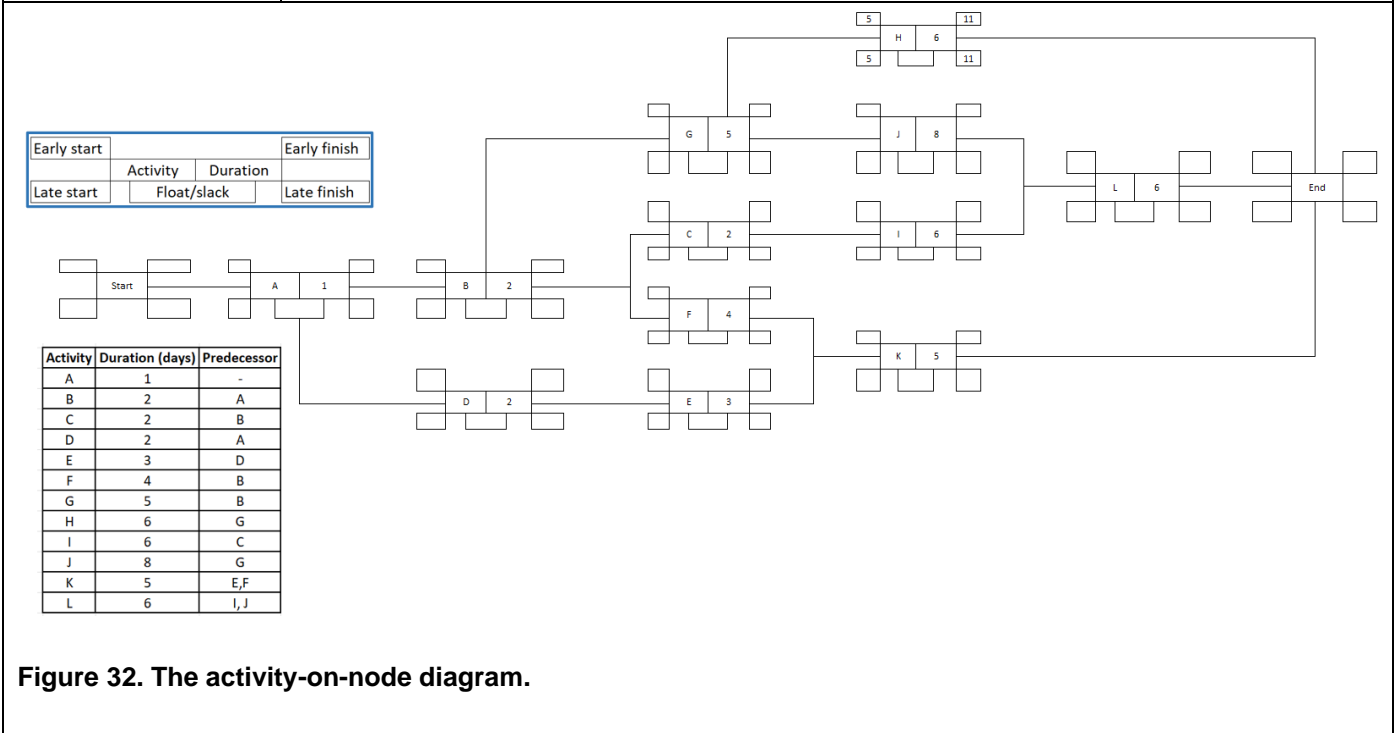 5 11
H 6
5 11
G 5
J 8
Early start Early finish
Activity Duration
Late start Float/slack Late finish
L 6
End
C 2
I 6
Start
A 1
B 2
F 4
K 5
D 2
E 3
Activity Duration (days) Predecessor
A 1 -
B 2 A
C 2 B
D 2 A
E 3 D
F 4 B
G 5 B
H 6 G
I 6 C
J 8 G
K 5 E,F
L 6 I, J
Figure 32. The activity-on-node diagram.